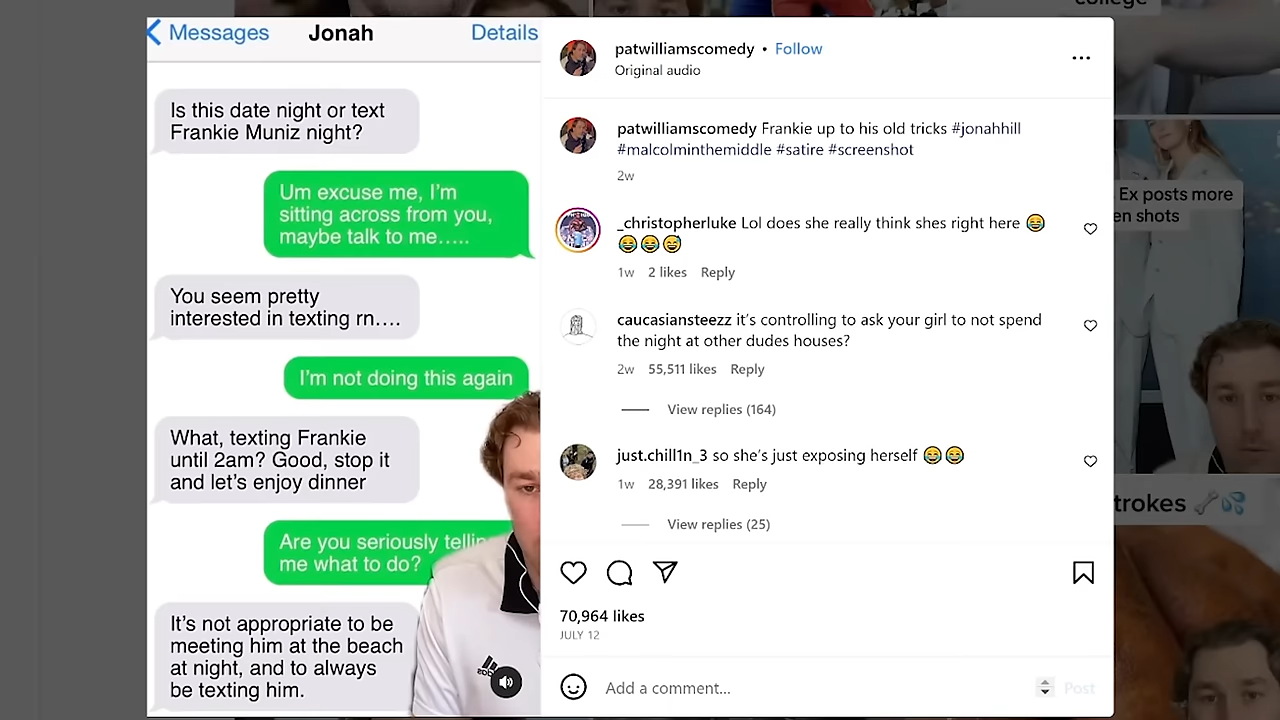 college
Messages
Jonah
Details
Is this date night or text
Frankie Muniz night?
Um excuse me, I'm
sitting across from you,
maybe talk to me.....
You seem pretty
interested in texting rn....
I'm not doing this again
What, texting Frankie
until 2am? Good, stop it
and let's enjoy dinner
Are you seriously tellin
me what to do?
It's not appropriate to be
meeting him at the beach
at night, and to always
be texting him.
adidas
patwilliamscomedy • Follow
Original audio
patwilliamscomedy Frankie up to his old tricks #jonahhill
#malcolminthemiddle #satire #screenshot
2w
_christopherluke Lol does she really think shes right here 😂
😂😂😅
1w 2 likes Reply
caucasiansteezz it's controlling to ask your girl to not spend
the night at other dudes houses?
2w 55,511 likes Reply
View replies (164)
just.chill1n_3 so she's just exposing herself 😂😂
1w 28,391 likes Reply
View replies (25)
70,964 likes
JULY 12
Add a comment...
Post
Ex posts more
en shots
trokes 🦴💦